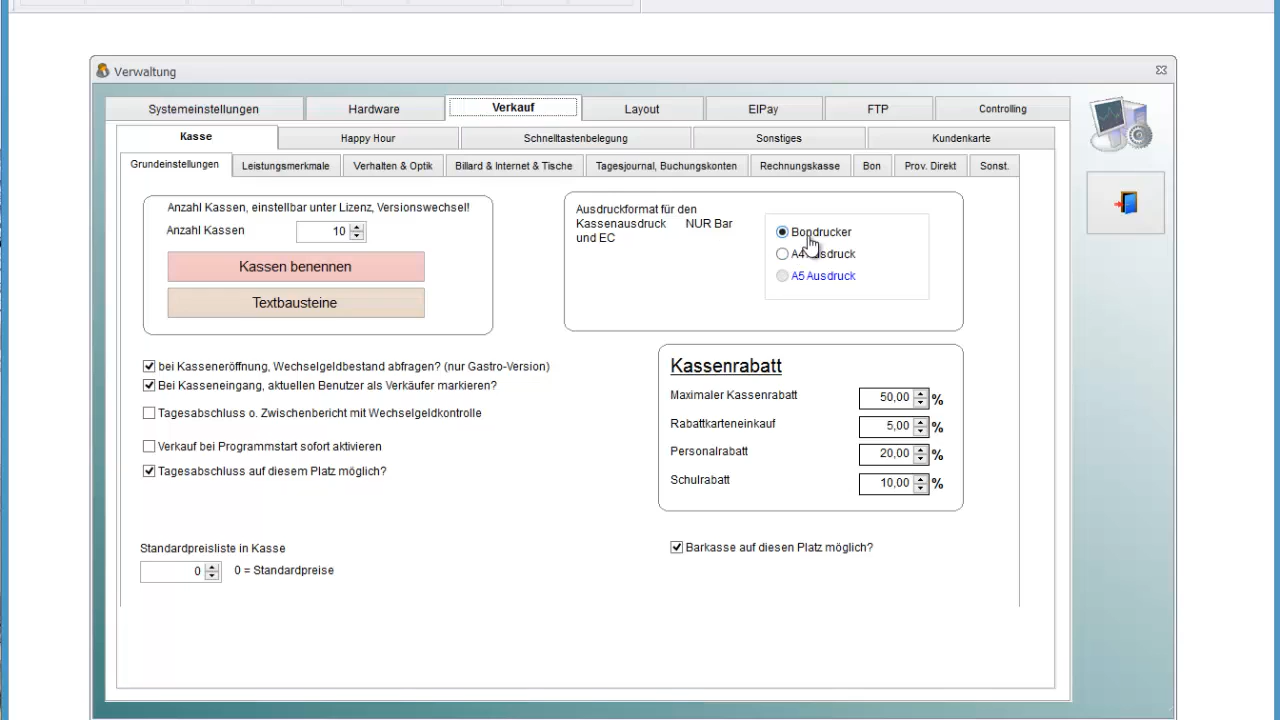 Verwaltung
Systemeinstellungen
Hardware
Verkauf
Layout
ElPay
FTP
Controlling
Kasse
Happy Hour
Schnelltastenbelegung
Sonstiges
Kundenkarte
Grundeinstellungen
Leistungsmerkmale
Verhalten & Optik
Billard & Internet & Tische
Tagesjournal, Buchungskonten
Rechnungskasse
Bon
Prov. Direkt
Sonst.
Anzahl Kassen, einstellbar unter Lizenz, Versionswechsel!
Anzahl Kassen 10
Kassen benennen
Textbausteine
Ausdruckformat für den
Kassenausdruck NUR Bar
und EC
Bondrucker
A4 Ausdruck
A5 Ausdruck
bei Kasseneröffnung, Wechselgeldbestand abfragen? (nur Gastro-Version)
Bei Kasseneingang, aktuellen Benutzer als Verkäufer markieren?
Tagesabschluss o. Zwischenbericht mit Wechselgeldkontrolle
Verkauf bei Programmstart sofort aktivieren
Tagesabschluss auf diesem Platz möglich?
Kassenrabatt
Maximaler Kassenrabatt 50,00 %
Rabattkarteneinkauf 5,00 %
Personalrabatt 20,00 %
Schulrabatt 10,00 %
Standardpreisliste in Kasse
0 0 = Standardpreise
Barkasse auf diesen Platz möglich?